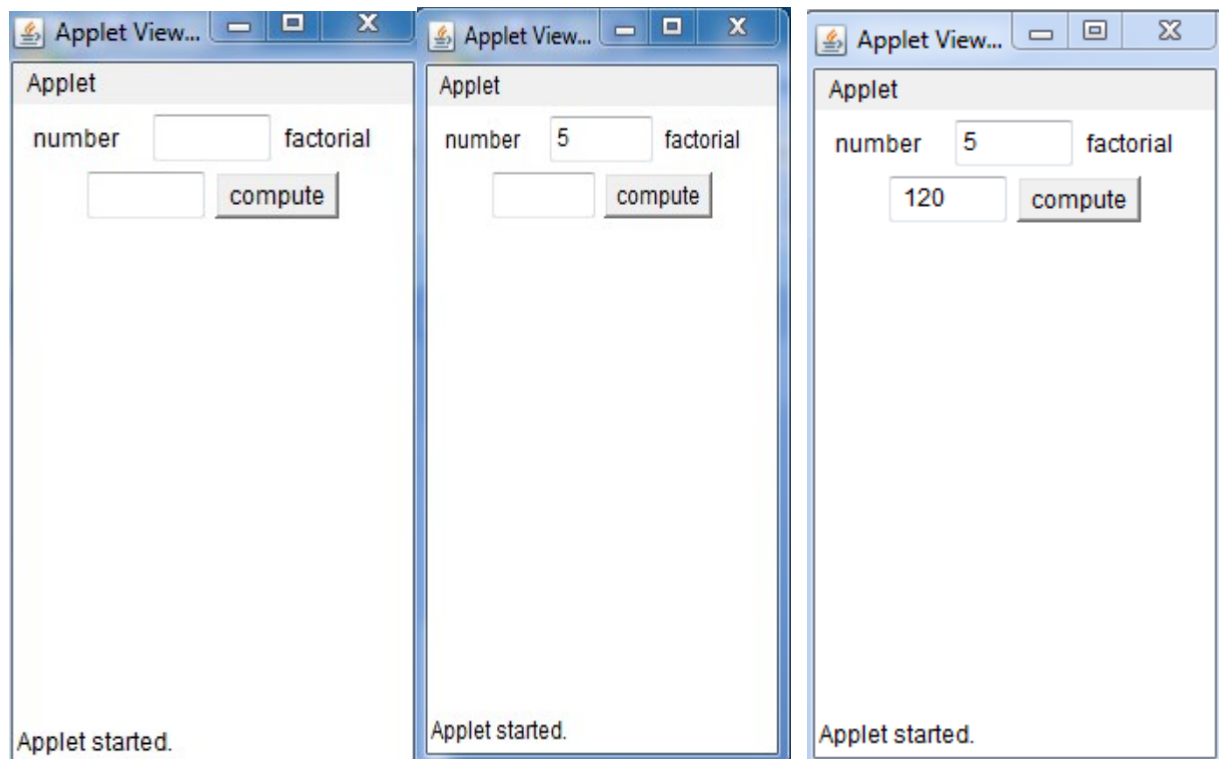 Applet View...
Applet
number factorial
compute
Applet started.
Applet View...
Applet
number 5 factorial
compute
Applet started.
Applet View...
Applet
number 5 factorial
120 compute
Applet started.